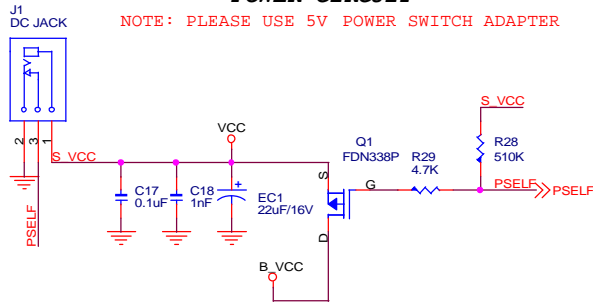 POWER CIRCUIT
J1
DC JACK
NOTE: PLEASE USE 5V POWER SWITCH ADAPTER
2
3
1
S_VCC
PSELF
VCC
C17
0.1uF
C18
1nF
+
EC1
22uF/16V
Q1
FDN338P
S
G
D
R29
4.7K
S_VCC
R28
510K
PSELF
PSELF
B_VCC